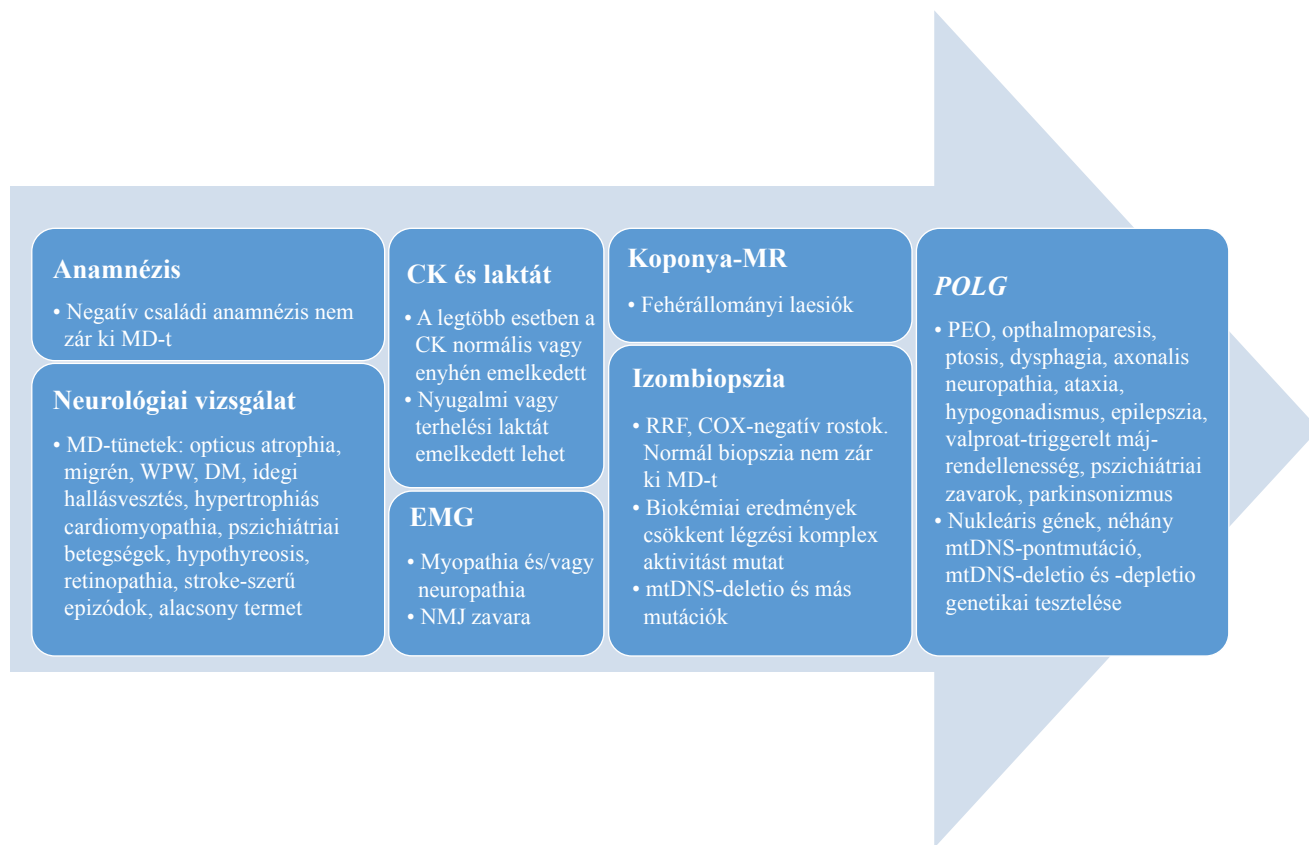 Anamnézis
• Negatív családi anamnézis nem
zár ki MD-t
Neurológiai vizsgálat
• MD-tünetek: opticus atrophia,
migrén, WPW, DM, idegi
hallásvesztés, hypertrophiás
cardiomyopathia, pszichiátriai
betegségek, hypothyreosis,
retinopathia, stroke-szerű
epizódok, alacsony termet
CK és laktát
• A legtöbb esetben a
CK normális vagy
enyhén emelkedett
• Nyugalmi vagy
terhelési laktát
emelkedett lehet
EMG
• Myopathia és/vagy
neuropathia
• NMJ zavara
Koponya-MR
• Fehérállományi laesiók
Izombiopszia
• RRF, COX-negatív rostok.
Normál biopszia nem zár
ki MD-t
• Biokémiai eredmények
csökkent légzési komplex
aktivitást mutat
• mtDNS-deletio és más
mutációk
POLG
• PEO, opthalmoparesis,
ptosis, dysphagia, axonalis
neuropathia, ataxia,
hypogonadismus, epilepszia,
valproat-triggerelt máj-
rendellenesség, pszichiátriai
zavarok, parkinsonizmus
• Nukleáris gének, néhány
mtDNS-pontmutáció,
mtDNS-deletio és -depletio
genetikai tesztelése